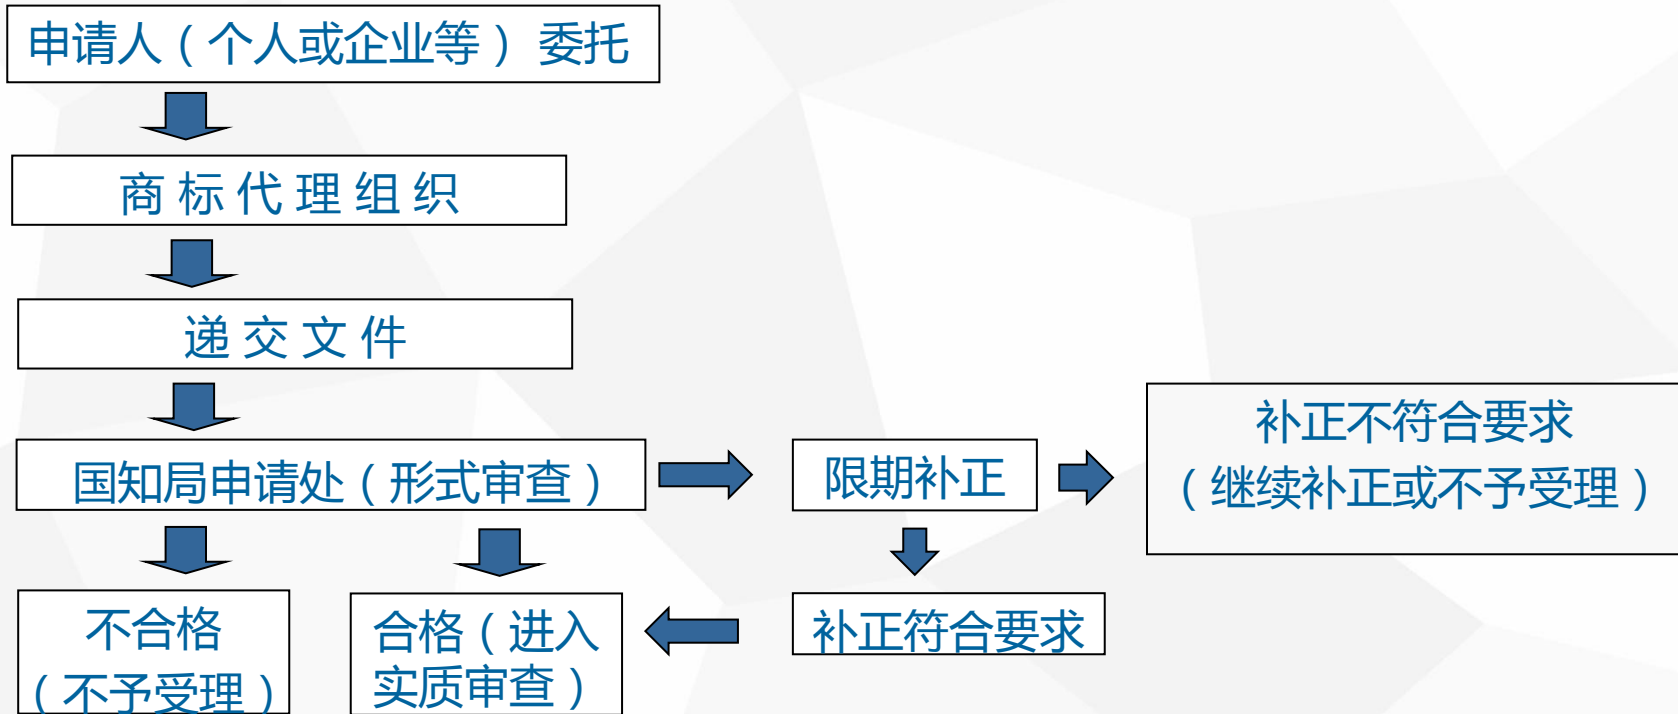 申请人（个人或企业等） 委托
商 标 代 理 组 织
递 交 文 件
国知局申请处（形式审查）
限期补正
补正不符合要求
（继续补正或不予受理）
不合格
（不予受理）
合格（进入
实质审查）
补正符合要求